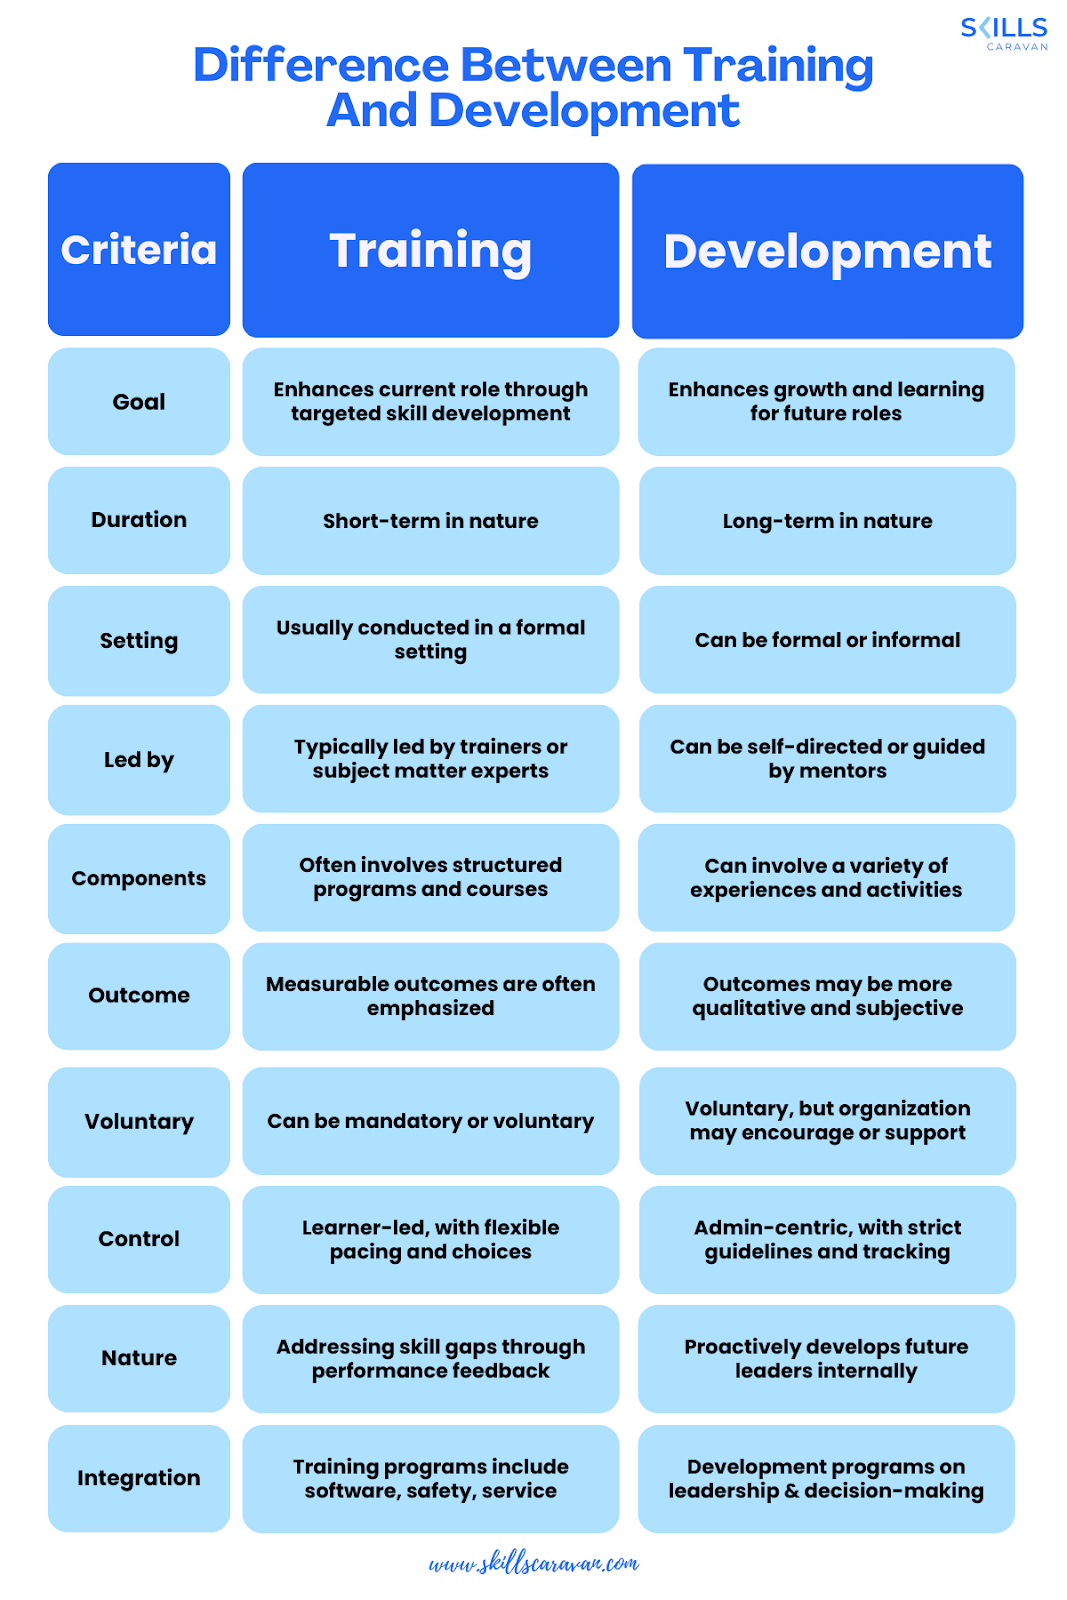 SKILLS
CARAVAN
Difference Between Training
And Development
Criteria
Training
Development
Goal
Enhances current role through
targeted skill development
Enhances growth and learning
for future roles
Duration
Short-term in nature
Long-term in nature
Setting
Usually conducted in a formal
setting
Can be formal or informal
Led by
Typically led by trainers or
subject matter experts
Can be self-directed or guided
by mentors
Components
Often involves structured
programs and courses
Can involve a variety of
experiences and activities
Outcome
Measurable outcomes are often
emphasized
Outcomes may be more
qualitative and subjective
Voluntary
Can be mandatory or voluntary
Voluntary, but organization
may encourage or support
Control
Learner-led, with flexible
pacing and choices
Admin-centric, with strict
guidelines and tracking
Nature
Addressing skill gaps through
performance feedback
Proactively develops future
leaders internally
Integration
Training programs include
software, safety, service
Development programs on
leadership & decision-making
www.skillscaravan.com